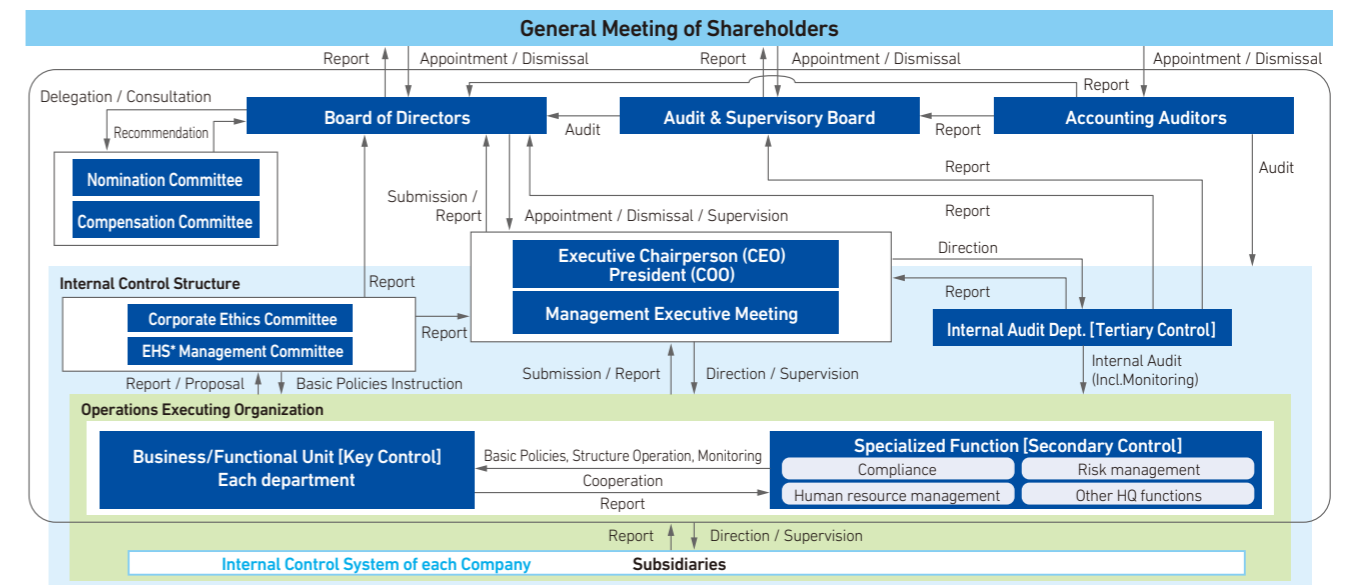 General Meeting of Shareholders
Report
Appointment / Dismissal
Report
Appointment / Dismissal
Appointment / Dismissal
Delegation / Consultation
Report
Board of Directors
Audit & Supervisory Board
Accounting Auditors
Recommendation
Audit
Report
Nomination Committee
Compensation Committee
Report
Audit
Submission /
Report
Appointment / Dismissal / Supervision
Report
Executive Chairperson (CEO)
President (COO)
Management Executive Meeting
Direction
Report
Internal Control Structure
Report
Corporate Ethics Committee
EHS* Management Committee
Report
Internal Audit Dept. [Tertiary Control]
Report / Proposal
Basic Policies Instruction
Submission / Report
Direction / Supervision
Internal Audit
(Incl.Monitoring)
Operations Executing Organization
Business/Functional Unit [Key Control]
Each department
Basic Policies, Structure Operation, Monitoring
Cooperation
Report
Specialized Function [Secondary Control]
Compliance
Risk management
Human resource management
Other HQ functions
Report
Direction / Supervision
Internal Control System of each Company
Subsidiaries